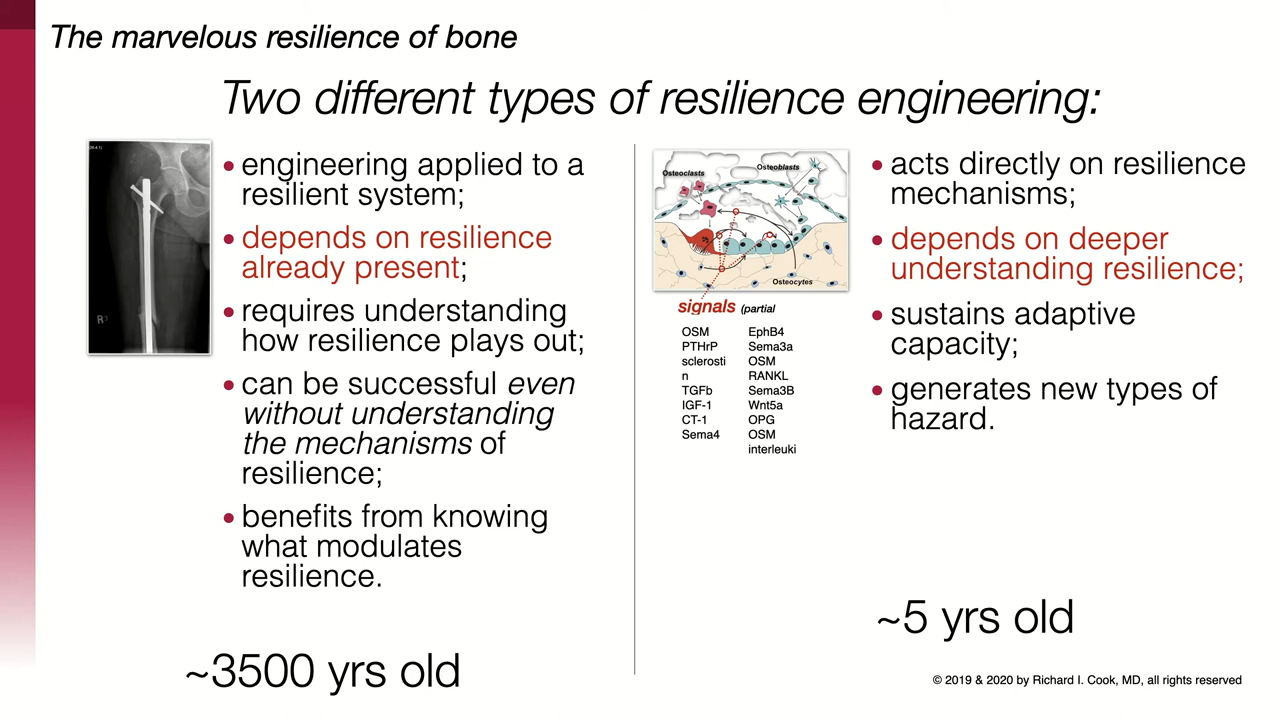 The marvelous resilience of bone
Two different types of resilience engineering:
• engineering applied to a
resilient system;
• depends on resilience
already present;
• requires understanding
how resilience plays out;
• can be successful even
without understanding
the mechanisms of
resilience;
• benefits from knowing
what modulates
resilience.
~3500 yrs old
R
Osteoclasts
Osteoblasts
Osteocytes
signals (partial
OSM
PTHrP
sclerosti
n
TGFb
IGF-1
CT-1
Sema4
EphB4
Sema3a
OSM
RANKL
Sema3B
Wnt5a
OPG
OSM
interleuki
• acts directly on resilience
mechanisms;
• depends on deeper
understanding resilience;
• sustains adaptive
capacity;
• generates new types of
hazard.
~5 yrs old
© 2019 & 2020 by Richard I. Cook, MD, all rights reserved